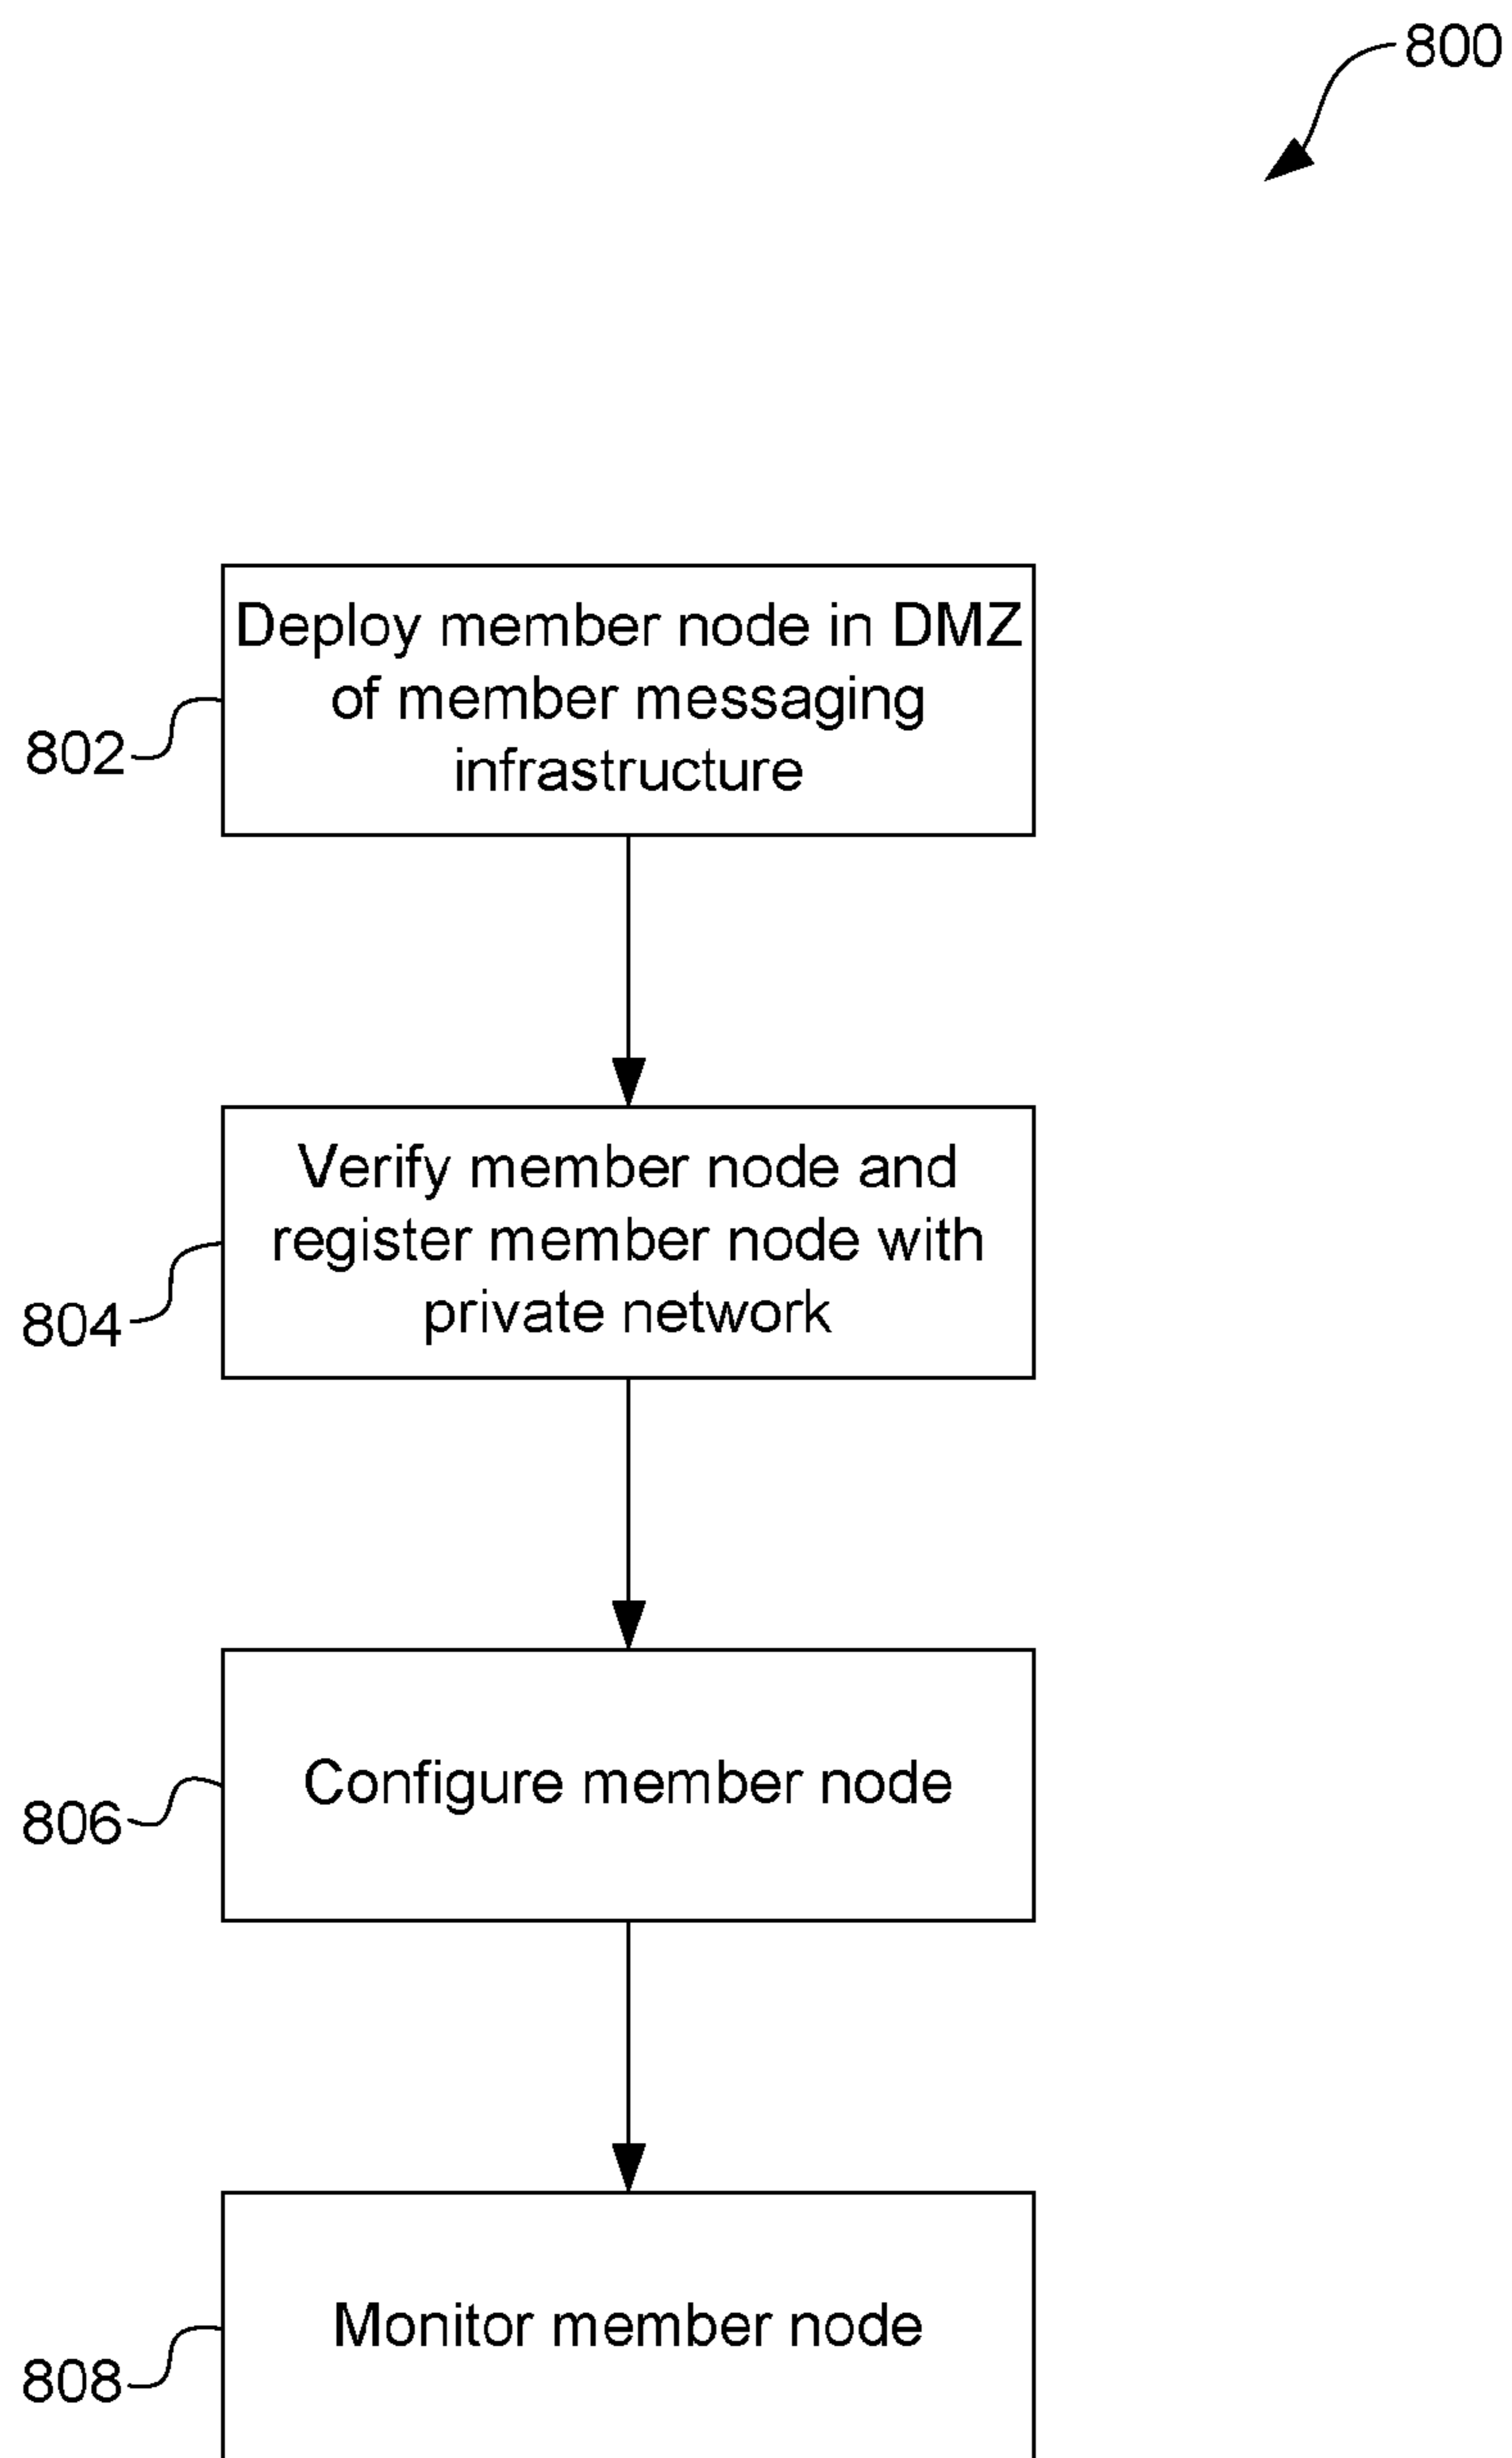 800
Deploy member node in DMZ
of member messaging
infrastructure
802
Verify member node and
register member node with
private network
804
Configure member node
806
Monitor member node
808